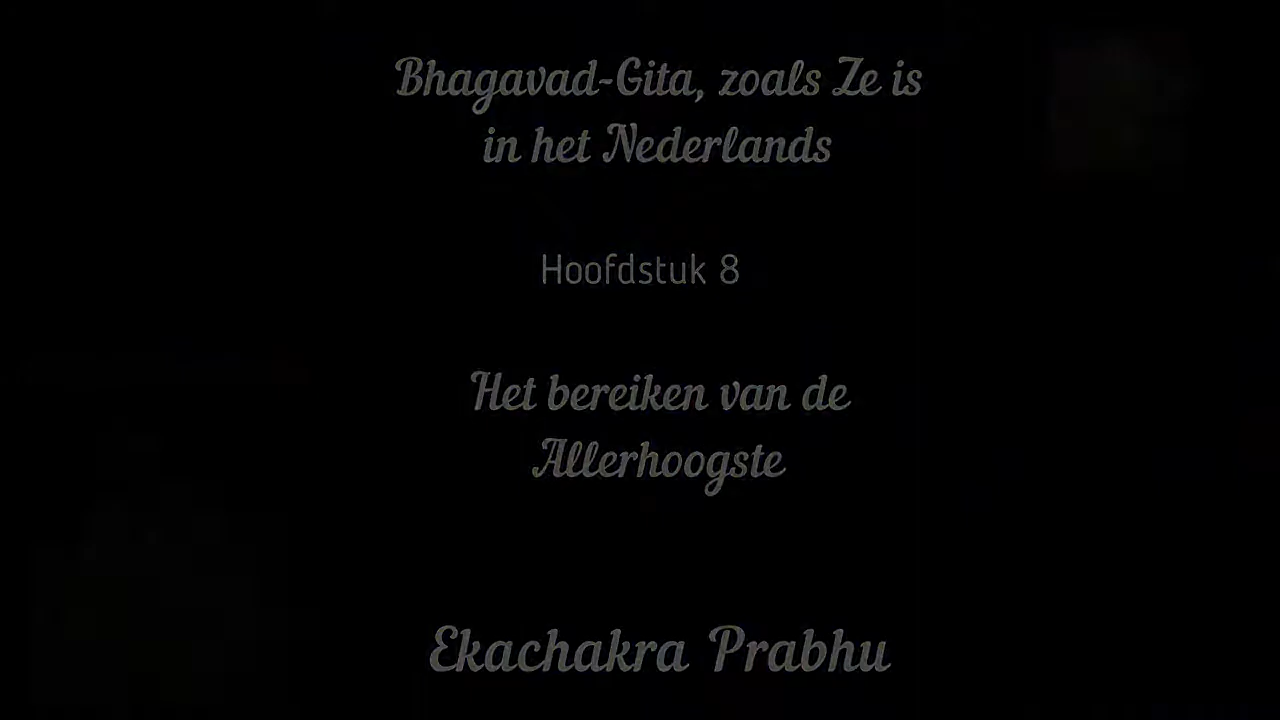 Bhagavad-Gita, zoals Ze is
in het Nederlands
Hoofdstuk 8
Het bereiken van de
Allerhoogste
Ekachakra Prabhu